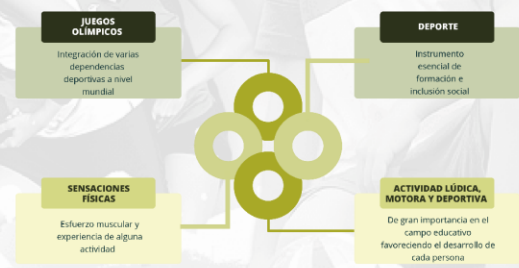 JUEGOS
OLÍMPICOS
Integración de varias
dependencias
deportivas a nivel
mundial
DEPORTE
Instrumento
esencial de
formación e
inclusión social
SENSACIONES
FÍSICAS
Esfuerzo muscular y
experiencia de alguna
actividad
ACTIVIDAD LÚDICA,
MOTORA Y DEPORTIVA
De gran importancia en el
campo educativo
favoreciendo el desarrollo de
cada persona